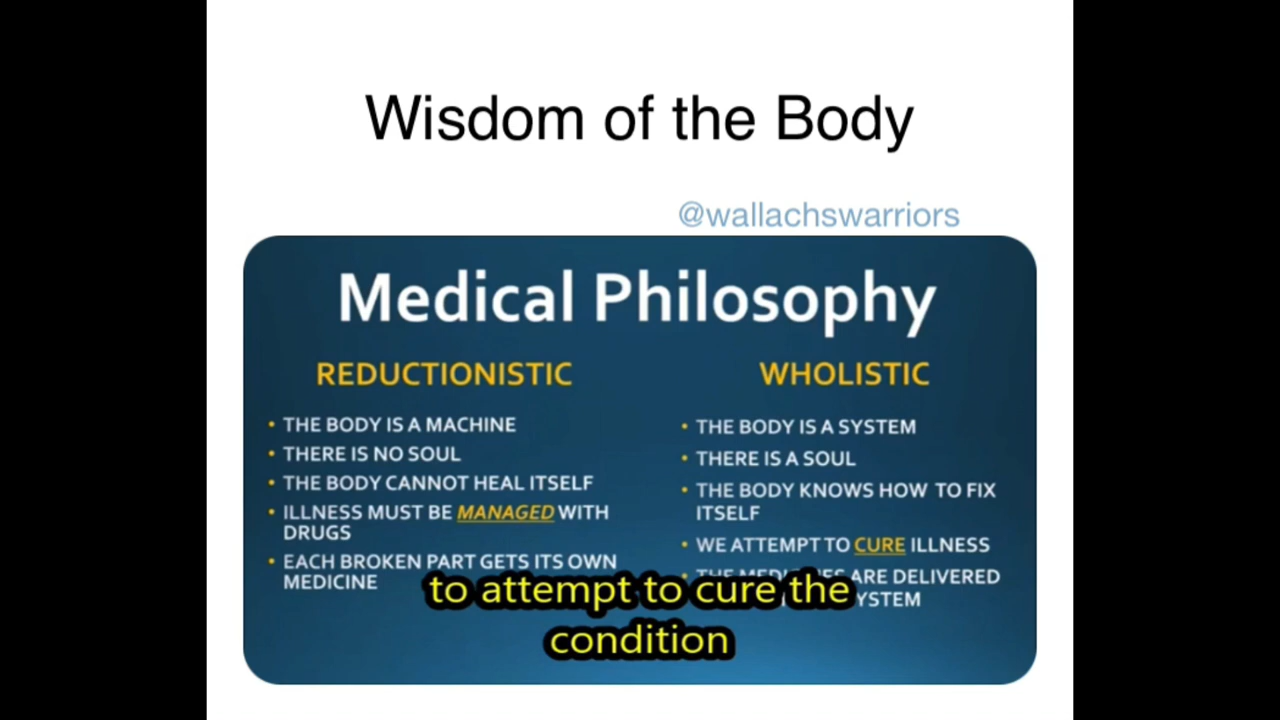 Wisdom of the Body
@wallachswarriors
Medical Philosophy
REDUCTIONISTIC
• THE BODY IS A MACHINE
• THERE IS NO SOUL
• THE BODY CANNOT HEAL ITSELF
• ILLNESS MUST BE MANAGED WITH
DRUGS
• EACH BROKEN PART GETS ITS OWN
MEDICINE
WHOLISTIC
• THE BODY IS A SYSTEM
• THERE IS A SOUL
• THE BODY KNOWS HOW TO FIX
ITSELF
• WE ATTEMPT TO CURE ILLNESS
• THE MEDICINES ARE DELIVERED
SYSTEM
to attempt to cure the
condition